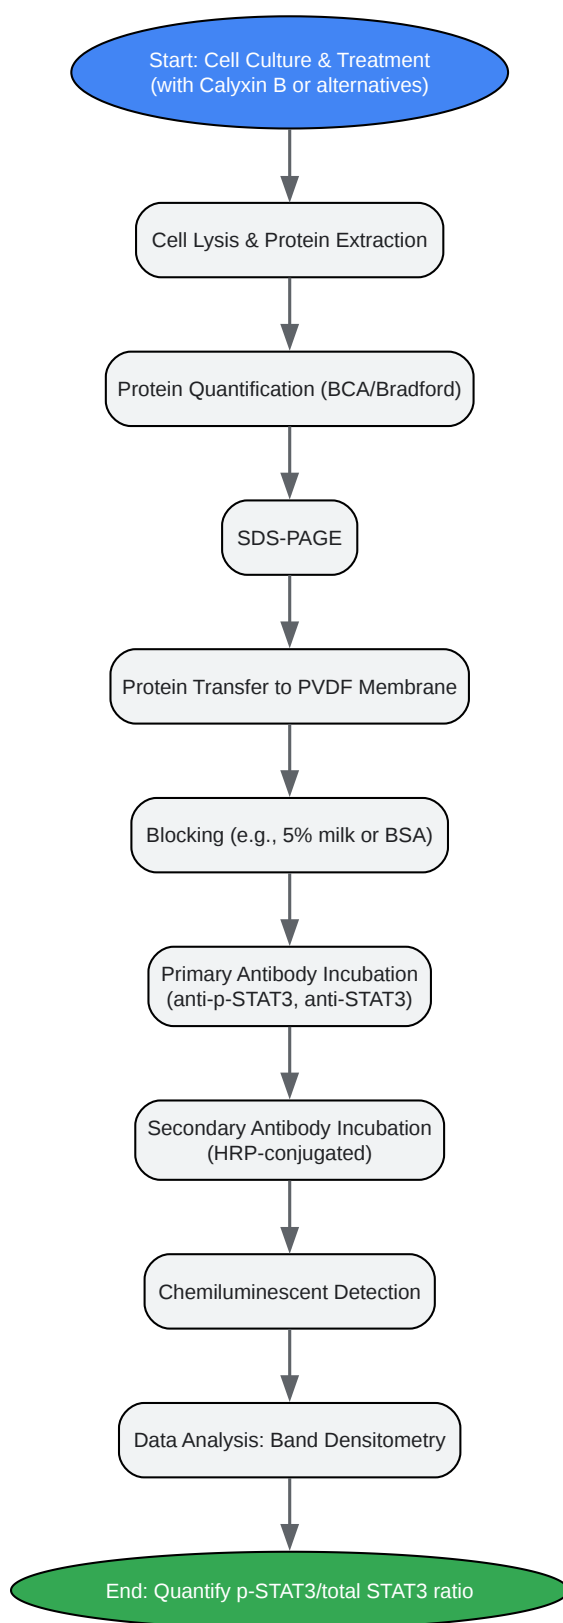 Start: Cell Culture & Treatment
(with Calyxin B or alternatives)
Cell Lysis & Protein Extraction
Protein Quantification (BCA/Bradford)
SDS-PAGE
Protein Transfer to PVDF Membrane
Blocking (e.g., 5% milk or BSA)
Primary Antibody Incubation
(anti-p-STAT3, anti-STAT3)
Secondary Antibody Incubation
(HRP-conjugated)
Chemiluminescent Detection
Data Analysis: Band Densitometry
End: Quantify p-STAT3/total STAT3 ratio